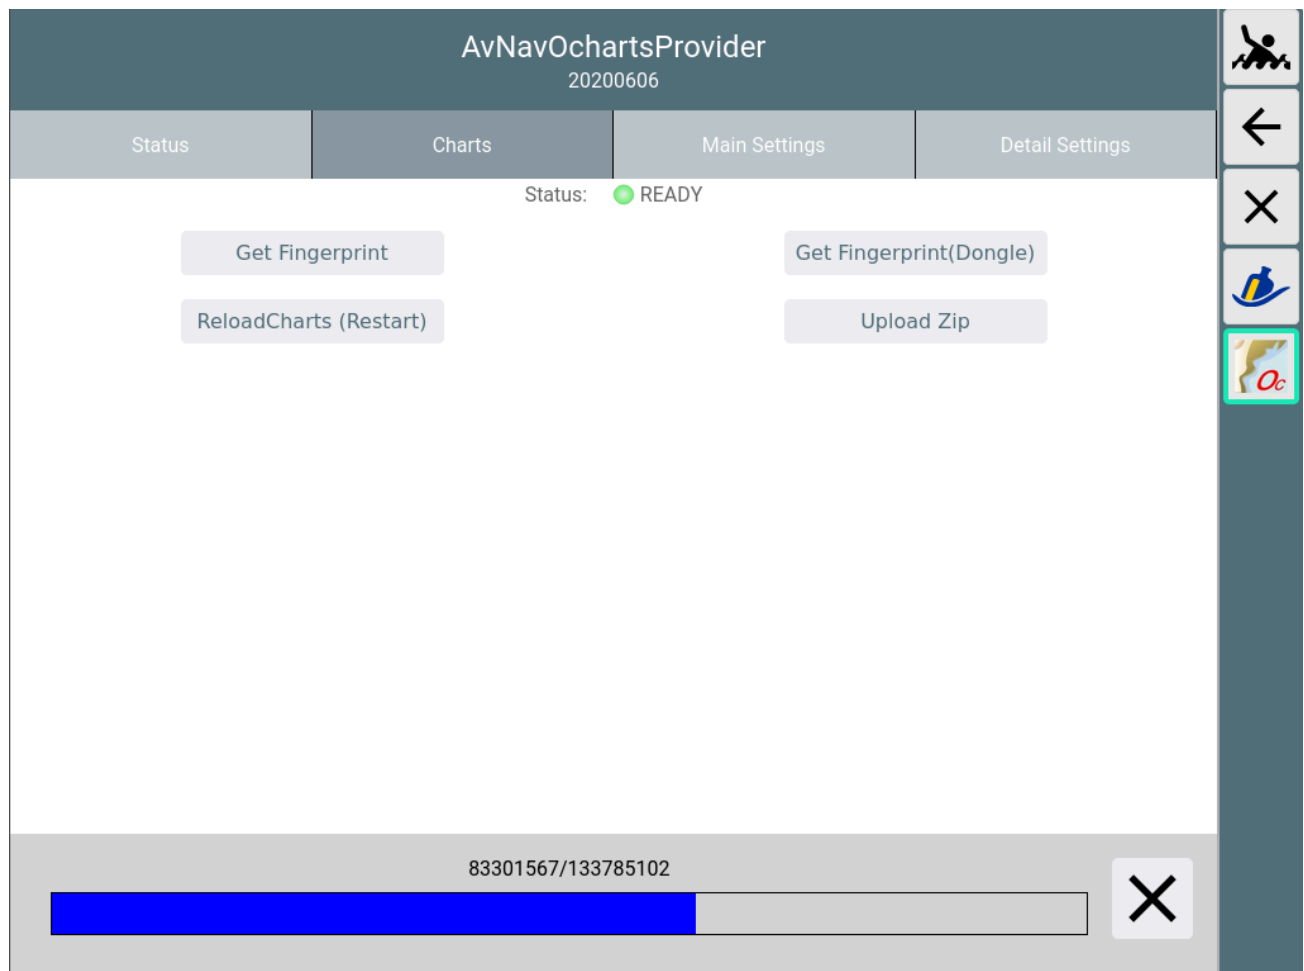 AvNavOchartsProvider
20200606
Status Charts Main Settings Detail Settings
Status: READY
Get Fingerprint Get Fingerprint(Dongle)
ReloadCharts (Restart) Upload Zip
Oc
83301567/133785102